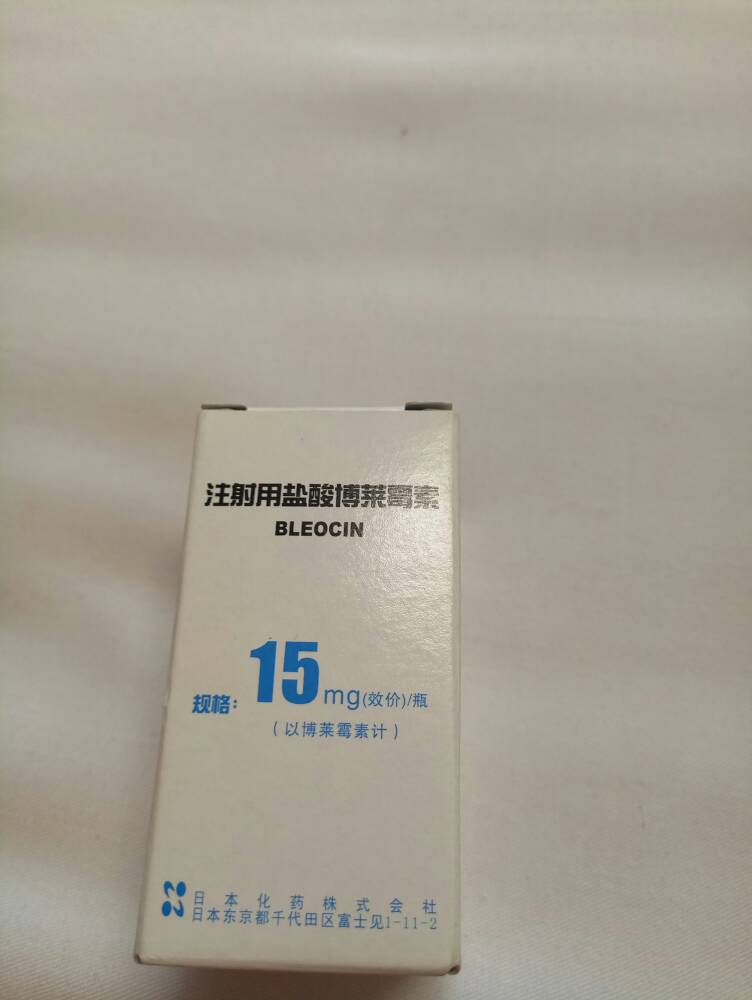 注射用盐酸博莱霉素
BLEOCIN
规格：15mg(效价)/瓶
（以博莱霉素计）
日本化药株式会社
日本东京都千代田区富士见1-11-2